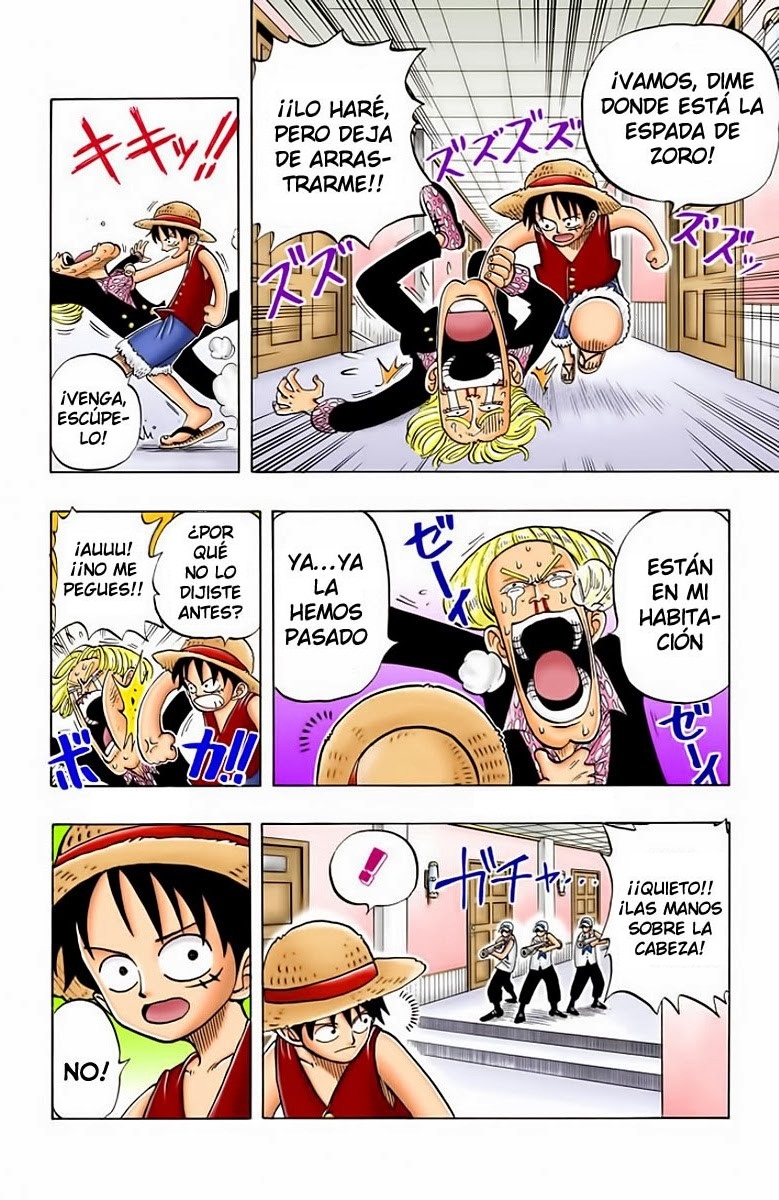 ¡VAMOS, DIME
DONDE ESTÁ LA
ESPADA DE
ZORO!
¡¡LO HARÉ,
PERO DEJA
DE ARRAS-
TRARME!!
ズズズズ
ズズ
ズズズ
キキッ!!
¡VENGA,
ESCÚPE-
LO!
ESTÁN
EN MI
HABITA-
CIÓN
YA...YA
LA
HEMOS
PASADO
ゼーイ
ゼーイ
¿POR
QUÉ
NO LO
DIJISTE
ANTES?
¡AUUU!
¡¡NO ME
PEGUES!!
ボカ!!
¡¡QUIETO!!
¡LAS MANOS
SOBRE LA
CABEZA!
ガチャ...
!
NO!